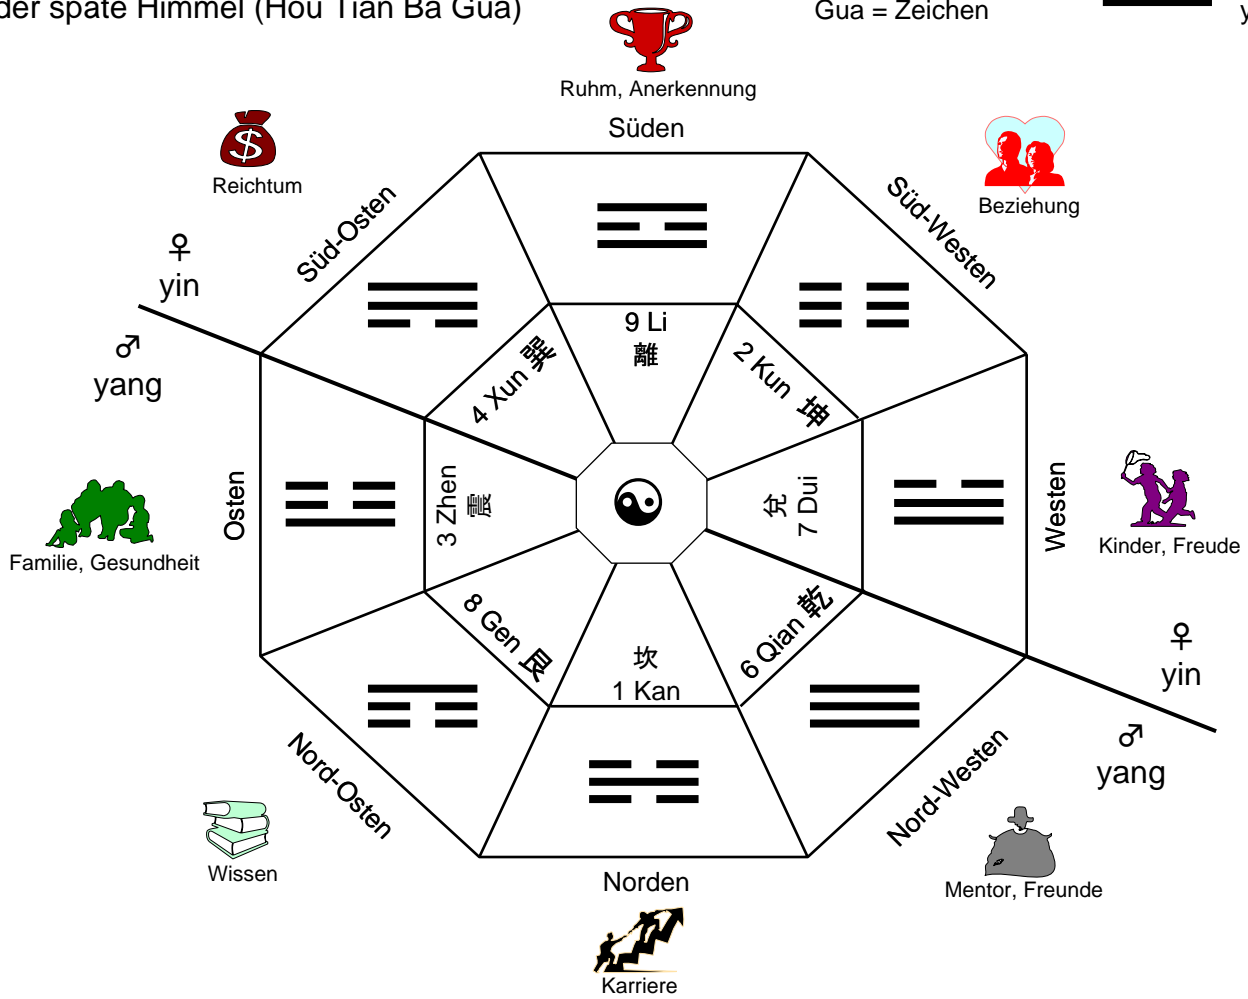 der späte Himmel (Hou Tian Ba Gua)
Gua = Zeichen
y
Ruhm, Anerkennung
Süden
$
Reichtum
Beziehung
Süd-Osten
Süd-Westen
♀
yin
♂
yang
9 Li
離
4 Xun 巽
2 Kun 坤
Osten
3 Zhen
震
兌
7 Dui
Westen
Familie, Gesundheit
Kinder, Freude
8 Gen 艮
坎
1 Kan
6 Qian 乾
♀
yin
♂
yang
Nord-Osten
Nord-Westen
Wissen
Norden
Mentor, Freunde
Karriere